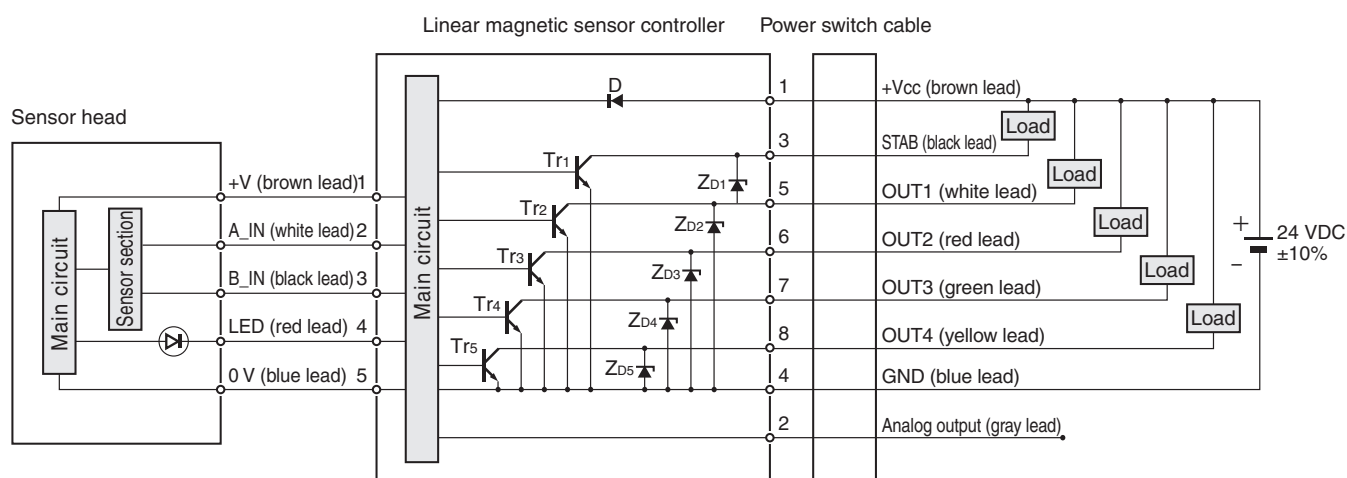 Linear magnetic sensor controller
Power switch cable
Sensor head
D
1
+Vcc (brown lead)
Load
3
STAB (black lead)
Tr1
ZD1
Load
+V (brown lead)1
5
OUT1 (white lead)
Tr2
ZD2
Load
A_IN (white lead)2
6
OUT2 (red lead)
+
24 VDC
±10%
−
Tr3
ZD3
Load
B_IN (black lead)3
7
OUT3 (green lead)
Tr4
ZD4
Load
LED (red lead) 4
8
OUT4 (yellow lead)
Tr5
ZD5
0 V (blue lead) 5
4
GND (blue lead)
2
Analog output (gray lead)
Main circuit
Sensor section
Main circuit